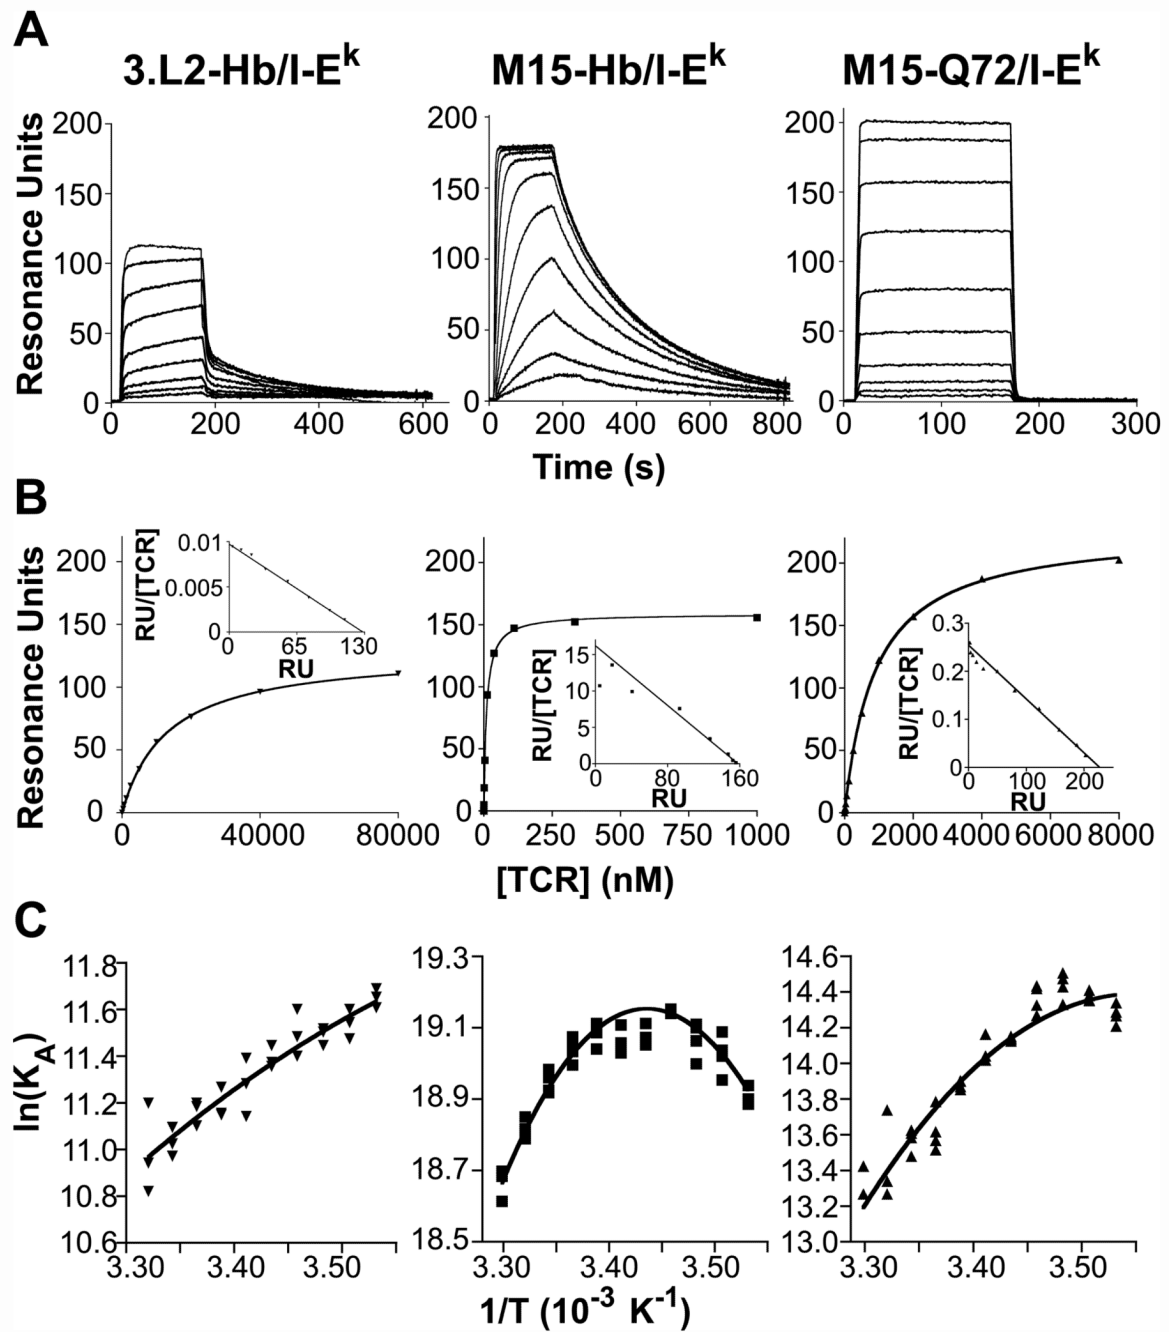 A
3.L2-Hb/I-Eᵏ M15-Hb/I-Eᵏ M15-Q72/I-Eᵏ
Resonance Units
200
150
100
50
0
0 200 400 600
200
150
100
50
0
0 200 400 600 800
200
150
100
50
0
0 100 200 300
Time (s)
B
Resonance Units
200
150
100
50
0
0 40000 80000
RU/[TCR]
0.01
0.005
0
0 65 130
RU
200
150
100
50
0
0 250 500 750 1000
RU/[TCR]
15
10
5
0
0 80 160
RU
200
150
100
50
0
0 2000 4000 6000 8000
RU/[TCR]
0.3
0.2
0.1
0
0 100 200
RU
[TCR] (nM)
C
ln(K_A)
11.8
11.6
11.4
11.2
11.0
10.8
10.6
3.30 3.40 3.50
19.3
19.1
18.9
18.7
18.5
3.30 3.40 3.50
14.6
14.4
14.2
14.0
13.8
13.6
13.4
13.2
13.0
3.30 3.40 3.50
1/T (10⁻³ K⁻¹)